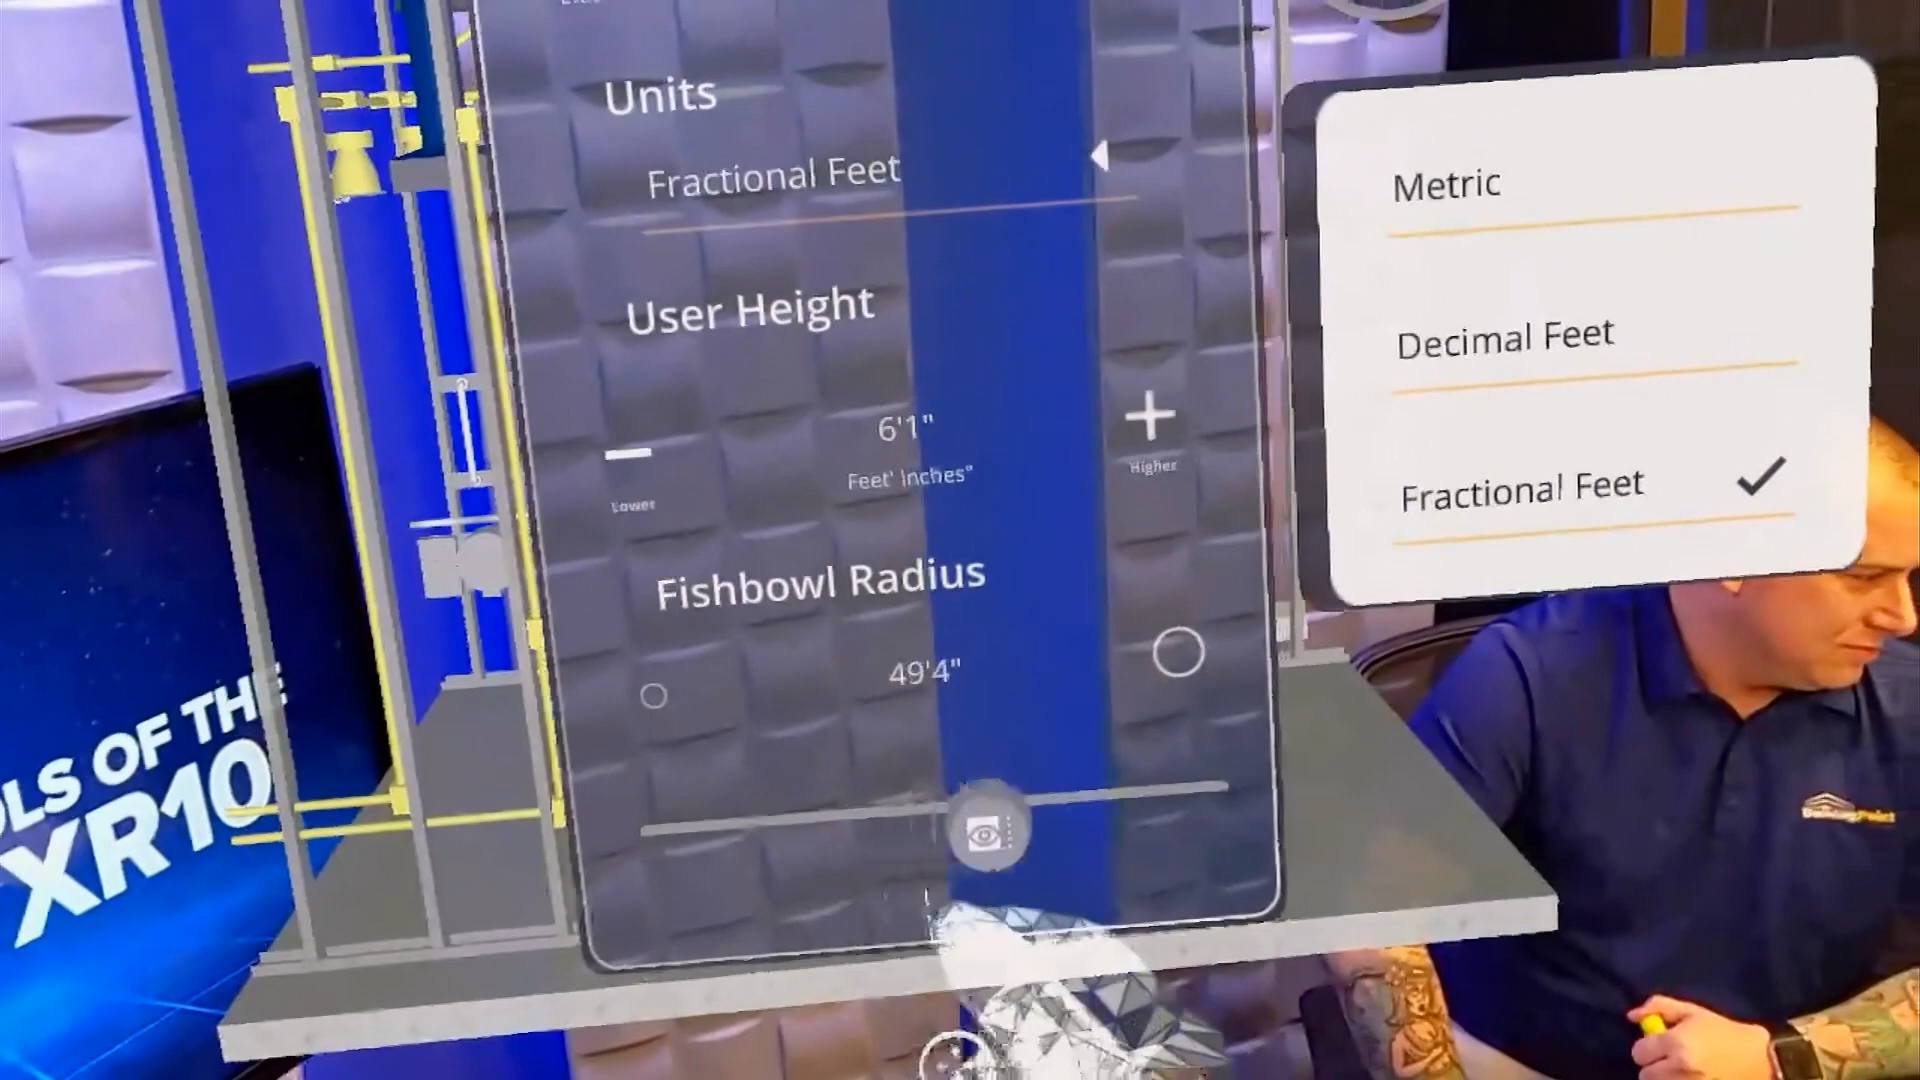 Units
Fractional Feet
User Height
6'1"
Feet' Inches"
Lower
Higher
Fishbowl Radius
49'4"
Metric
Decimal Feet
Fractional Feet
OLS OF THE
XR10
BuildingPoint